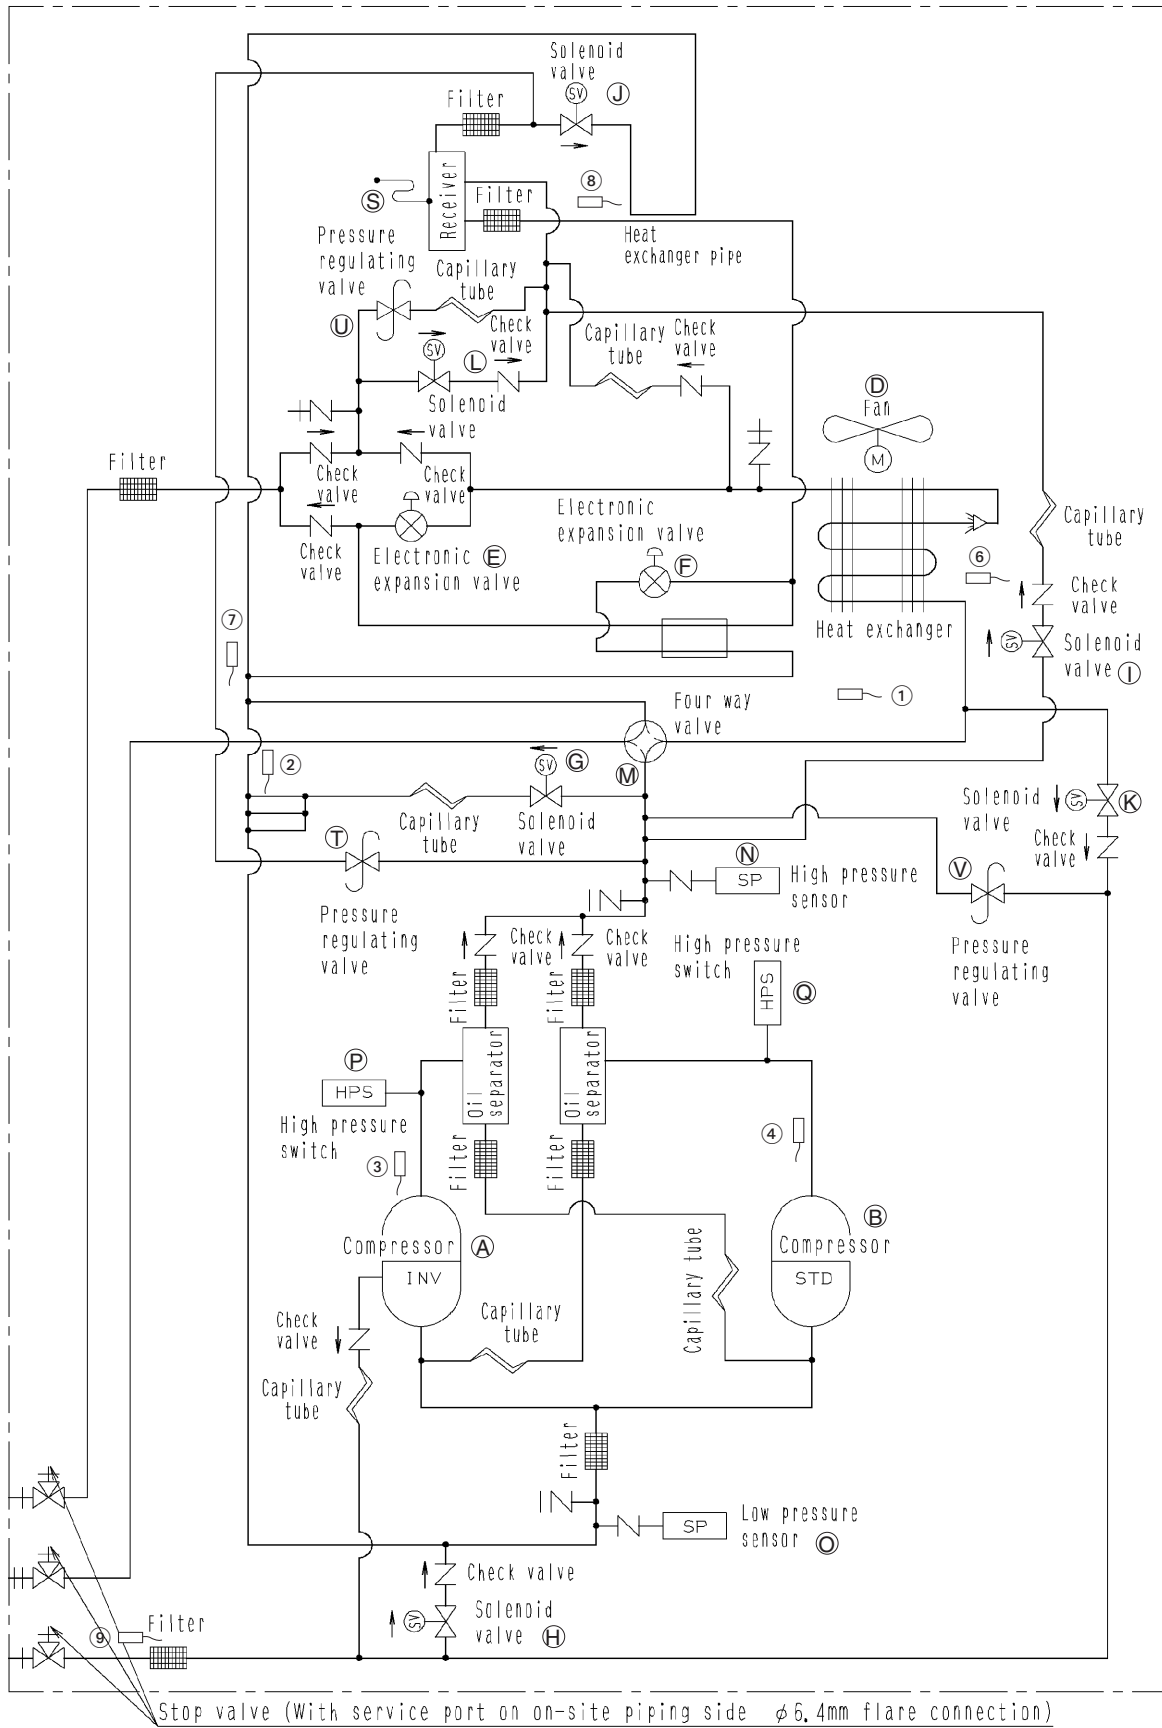 Solenoid
valve
SV
J
Filter
Receiver
S
Filter
8
Heat
exchanger pipe
Pressure
regulating
valve
Capillary
tube
U
Check
valve
SV
L
Solenoid
valve
Capillary
tube
Check
valve
D
Fan
M
Filter
Check
valve
Check
valve
Check
valve
Electronic
expansion valve
E
Electronic
expansion valve
F
6
Capillary
tube
Check
valve
SV
Solenoid
valve
I
Heat exchanger
7
1
Four way
valve
M
2
SV
G
Capillary
tube
Solenoid
valve
Solenoid
valve
SV
K
Check
valve
T
Pressure
regulating
valve
N
SP
High pressure
sensor
V
Pressure
regulating
valve
Check
valve
Check
valve
High pressure
switch
HPS
Q
Filter
Filter
Oil
separator
Oil
separator
P
HPS
High pressure
switch
3
Filter
Filter
4
Compressor
A
INV
B
Compressor
STD
Check
valve
Capillary
tube
Capillary
tube
Capillary tube
Filter
SP
Low pressure
sensor
O
Check valve
SV
Solenoid
valve
H
9
Filter
Stop valve (With service port on on-site piping side ϕ6.4mm flare connection)